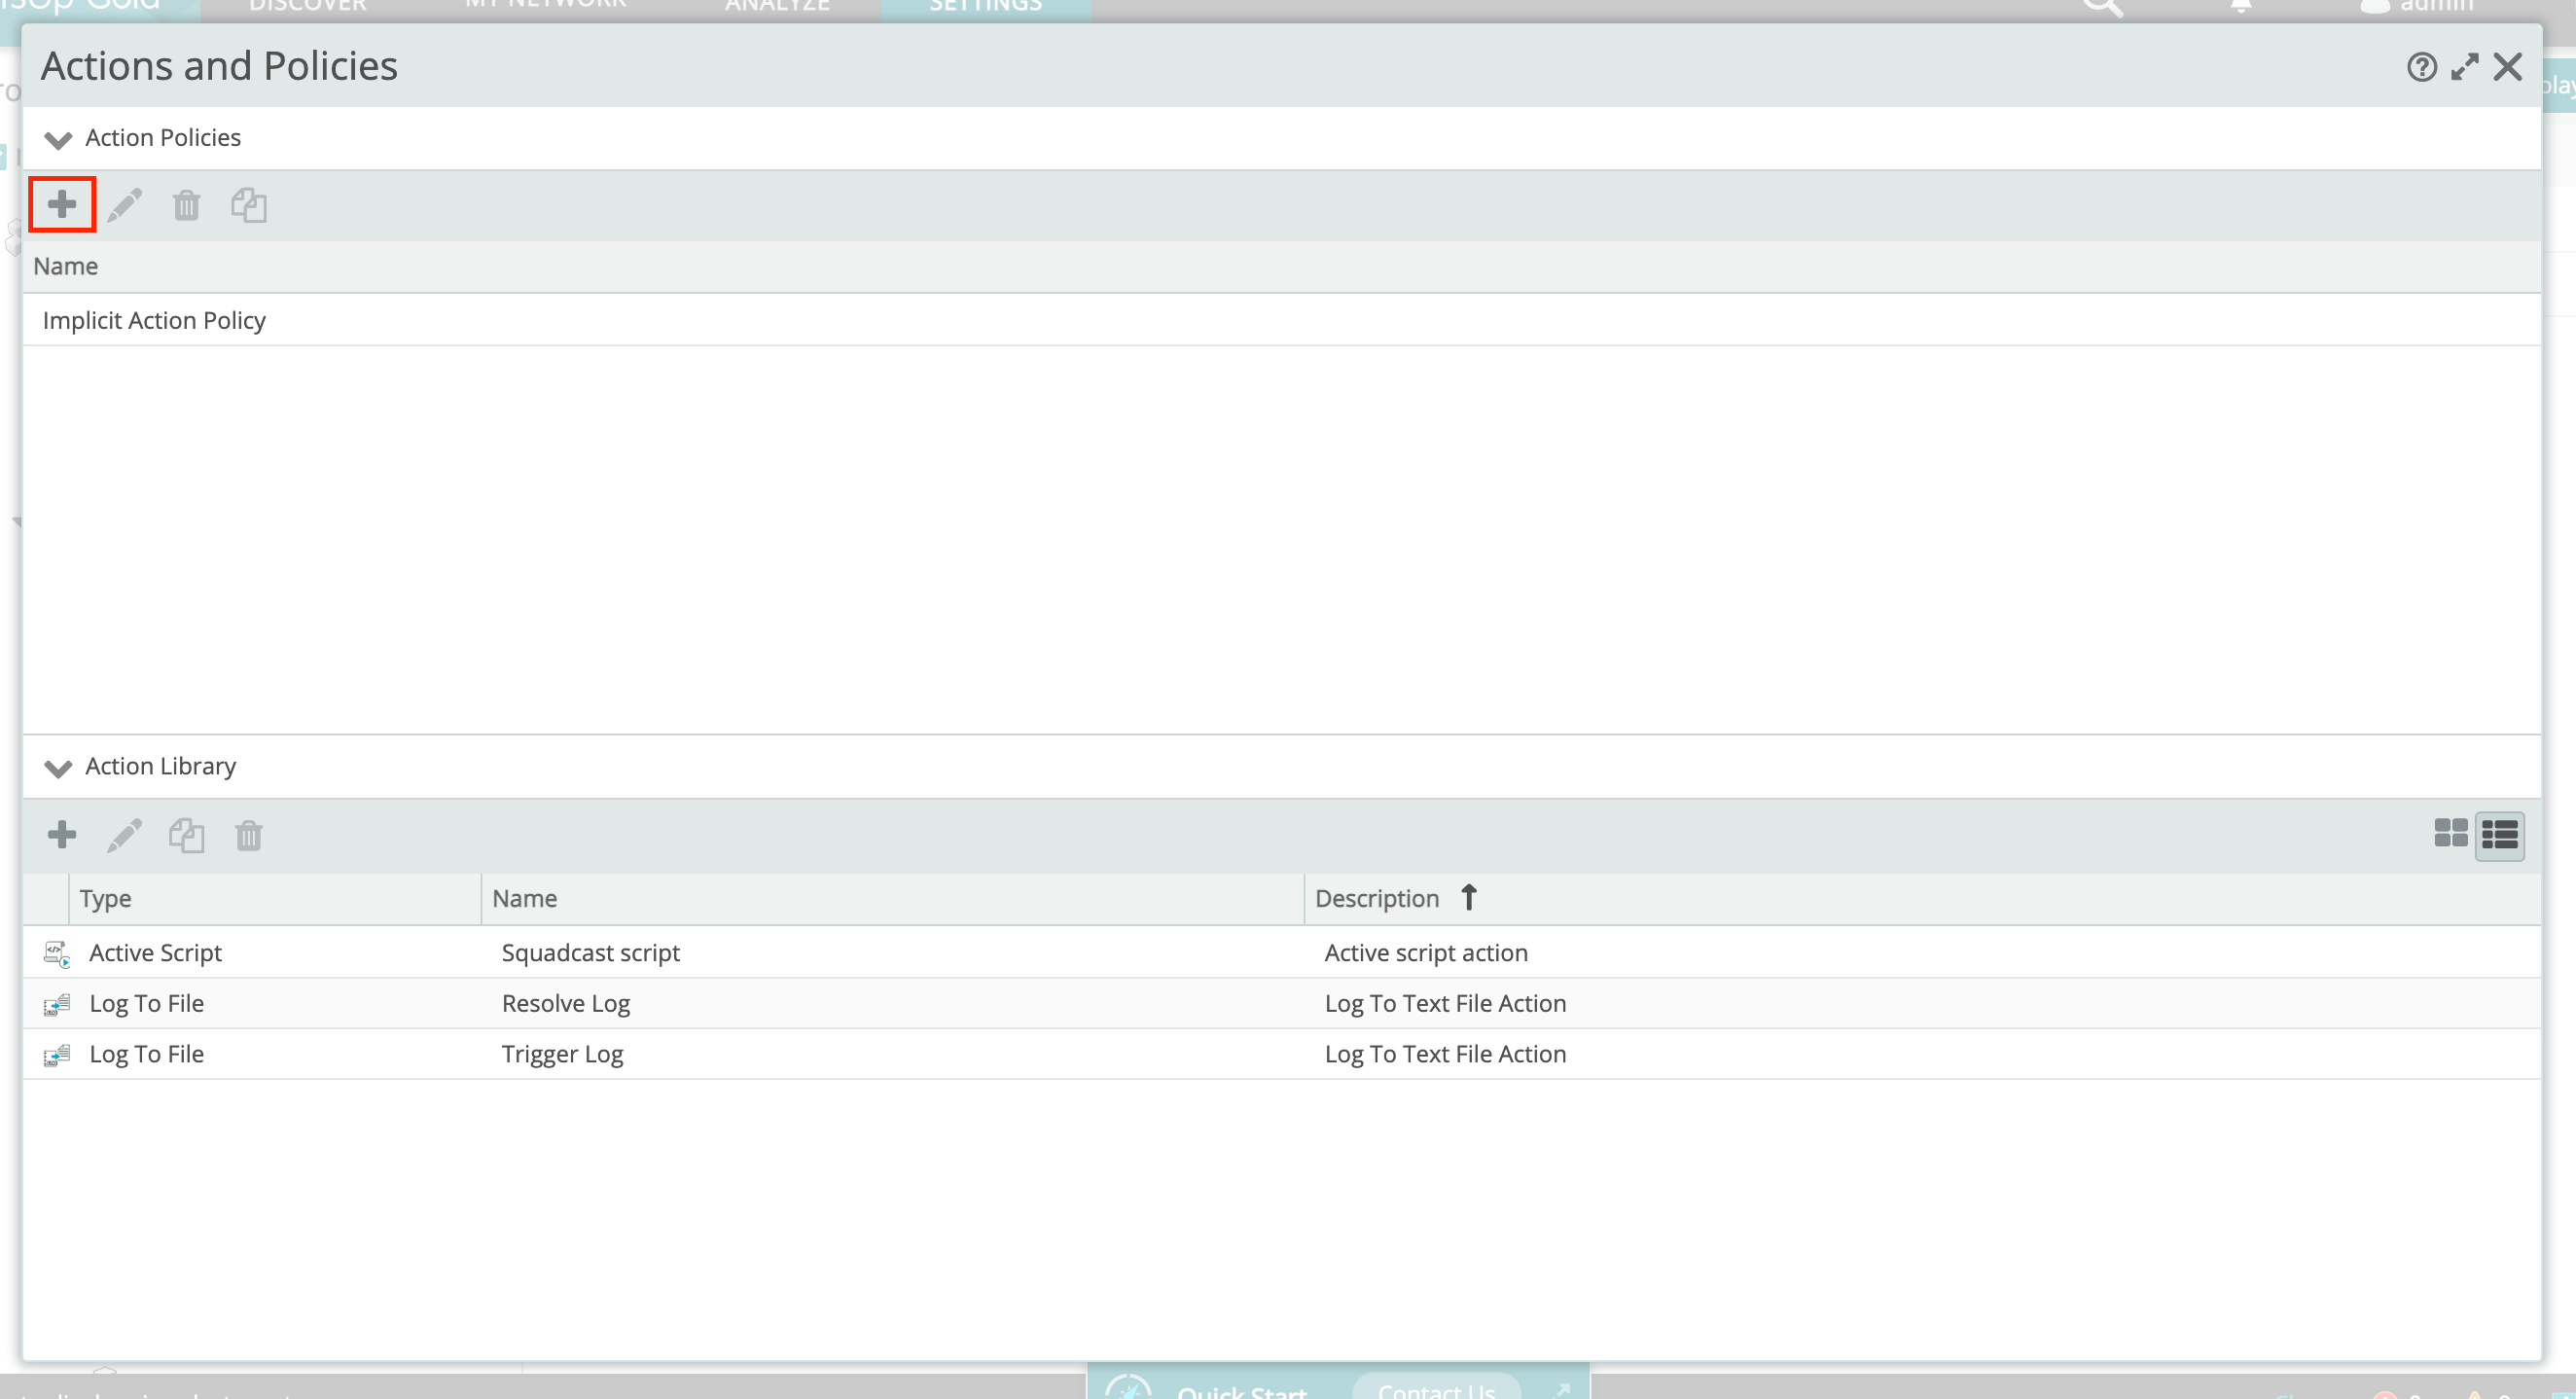 DISCOVER MY NETWORK ANALYZE SETTINGS admin
Actions and Policies
Action Policies
Name
Implicit Action Policy
Action Library
Type Name Description
Active Script Squadcast script Active script action
Log To File Resolve Log Log To Text File Action
Log To File Trigger Log Log To Text File Action
Quick Start Contact Us